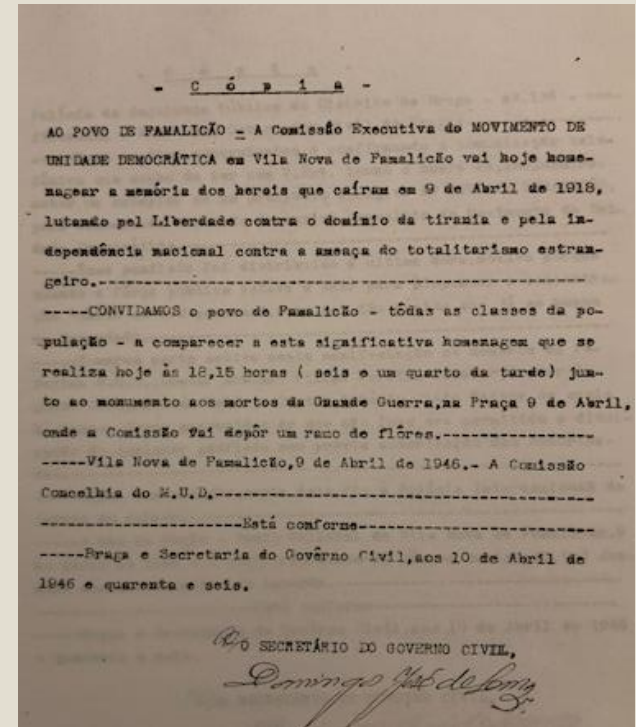 - C ó p i a -
AO POVO DE FAMALICÃO - A Comissão Executiva do MOVIMENTO DE
UNIDADE DEMOCRÁTICA em Vila Nova de Famalicão vai hoje home-
nagear a memória dos herois que caíram em 9 de Abril de 1918,
lutando pel Liberdade contra o domínio da tirania e pela in-
dependência nacional contra a ameaça do totalitarismo estran-
geiro.-------------------------------------------------
-----CONVIDAMOS o povo de Famalicão - tôdas as classes da po-
pulação - a comparecer a esta significativa homenagem que se
realiza hoje às 18,15 horas ( seis e um quarto da tarde) jun-
to ao monumento aos mortos da Grande Guerra,na Praça 9 de Abril,
onde a Comissão vai depôr um ramo de flôres.-----------------
-----Vila Nova de Famalicão,9 de Abril de 1946.- A Comissão
Concelhia do M.U.D.------------------------------------------
--------------------Está conforme------------------------
-----Braga e Secretaria do Govêrno Civil,aos 10 de Abril de
1946 e quarenta e seis.
O SECRETÁRIO DO GOVERNO CIVIL,
Domingo José de